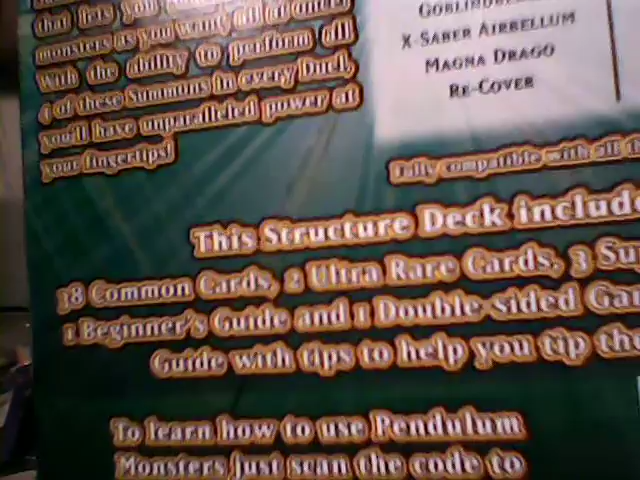 that lets you
monsters as you want, all at once!
With the ability to perform all
4 of these Summons in every Duel,
you'll have unparalleled power at
your fingertips!
X-Saber Airbellum
Magna Drago
Re-Cover
Fully compatible with all
This Structure Deck include
38 Common Cards, 2 Ultra Rare Cards, 3 Su
1 Beginner's Guide and 1 Double-sided Ga
Guide with tips to help you tip the
To learn how to use Pendulum
Monsters just scan the code to